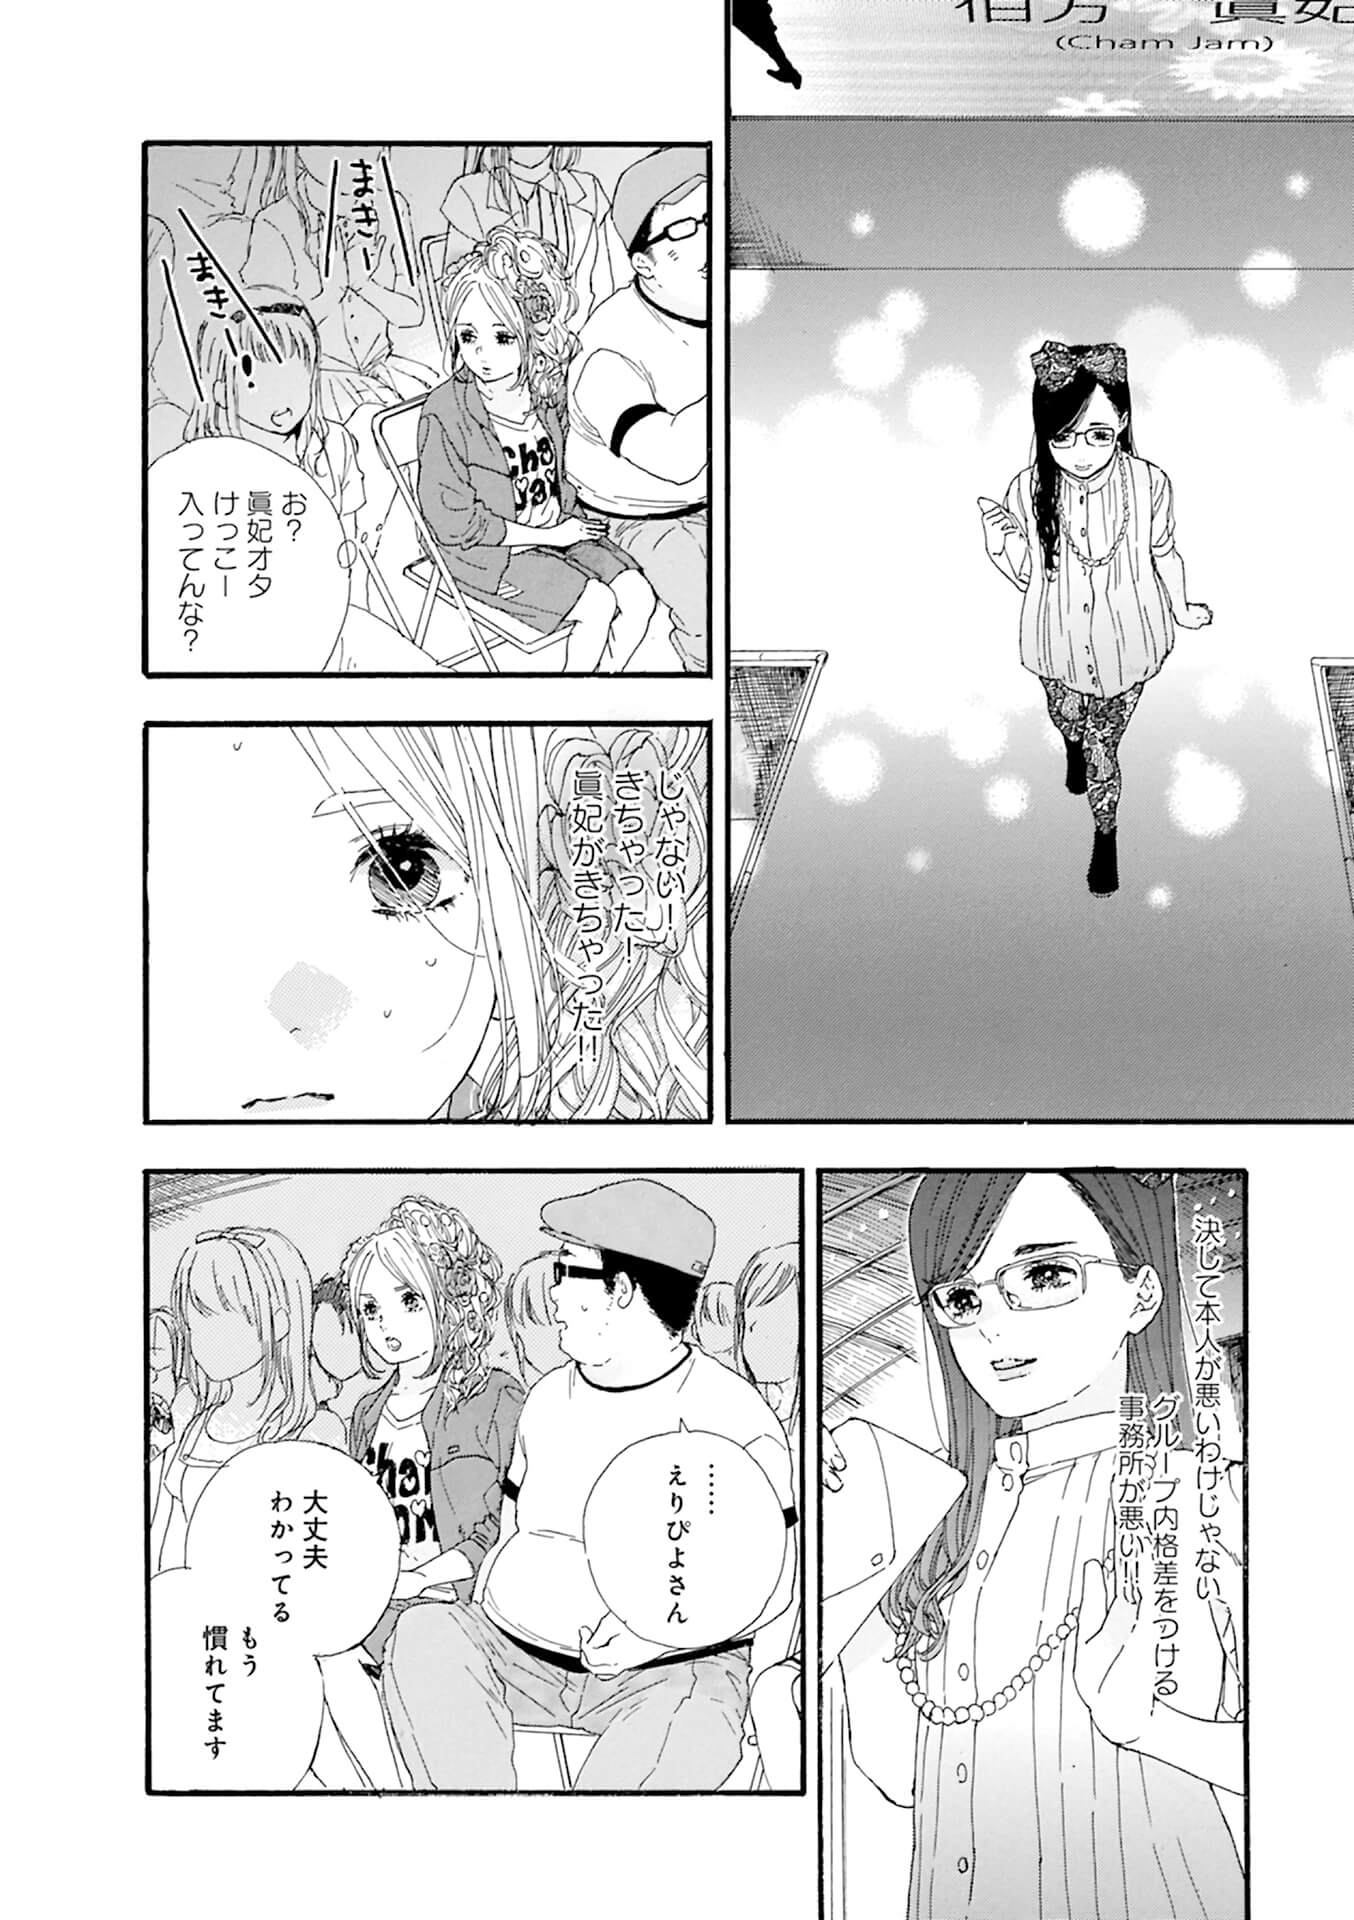 眞妃
(Cham Jam)
まきー
まきー!
お?
眞妃オタ
けっこー
入ってんな?
Cha
Jam
じゃない!
きちゃった!
眞妃がきちゃった!!
決して本人が悪いわけじゃない
グループ内格差をつける
事務所が悪い!!
……
えりぴよさん
大丈夫
わかってる
もう
慣れてます